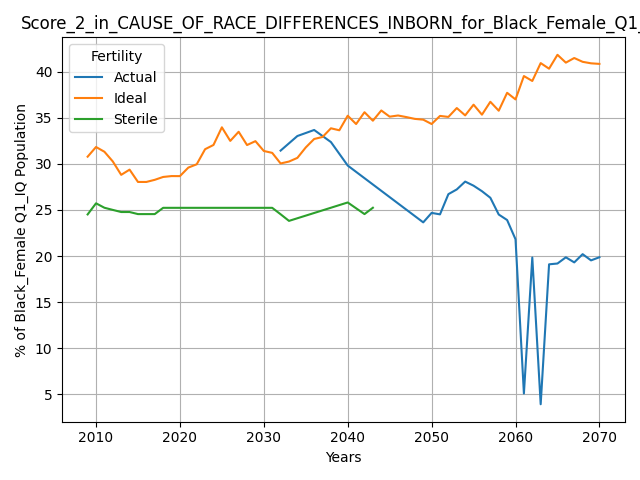 Score_2_in_CAUSE_OF_RACE_DIFFERENCES_INBORN_for_Black_Female_Q1_
Fertility
Actual
Ideal
Sterile
% of Black_Female Q1_IQ Population
40
35
30
25
20
15
10
5
2010 2020 2030 2040 2050 2060 2070
Years